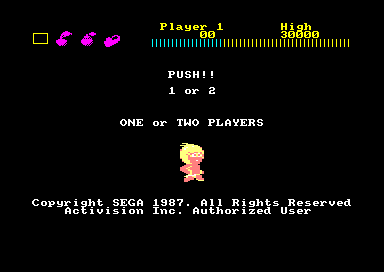 Player 1 High
00 30000
PUSH!!
1 or 2
ONE or TWO PLAYERS
Copyright SEGA 1987. All Rights Reserved
Activision Inc. Authorized User